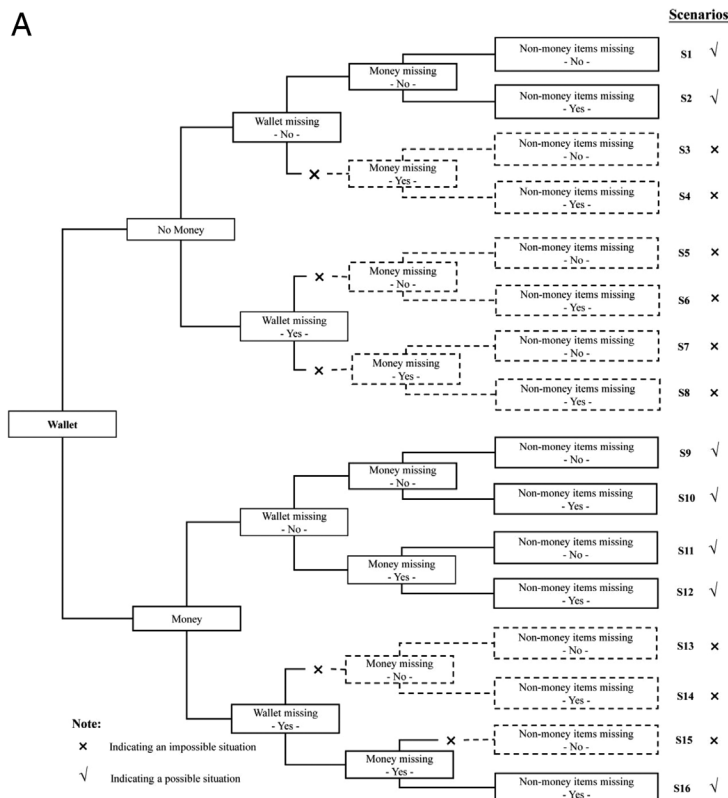 A
Scenarios
Non-money items missing
- No -
S1 √
Money missing
- No -
Non-money items missing
- Yes -
S2 √
Wallet missing
- No -
Non-money items missing
- No -
S3 ×
×
Money missing
- Yes -
Non-money items missing
- Yes -
S4 ×
No Money
Non-money items missing
- No -
S5 ×
×
Money missing
- No -
Non-money items missing
- Yes -
S6 ×
Wallet missing
- Yes -
Non-money items missing
- No -
S7 ×
×
Money missing
- Yes -
Non-money items missing
- Yes -
S8 ×
Wallet
Non-money items missing
- No -
S9 √
Money missing
- No -
Non-money items missing
- Yes -
S10 √
Wallet missing
- No -
Non-money items missing
- No -
S11 √
Money missing
- Yes -
Non-money items missing
- Yes -
S12 √
Money
Non-money items missing
- No -
S13 ×
×
Money missing
- No -
Non-money items missing
- Yes -
S14 ×
Wallet missing
- Yes -
×
Non-money items missing
- No -
S15 ×
Money missing
- Yes -
Non-money items missing
- Yes -
S16 √
Note:
× Indicating an impossible situation
√ Indicating a possible situation